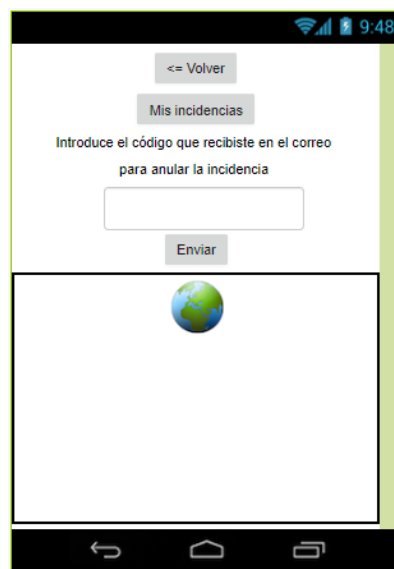 9:48
<= Volver
Mis incidencias
Introduce el código que recibiste en el correo
para anular la incidencia
Enviar